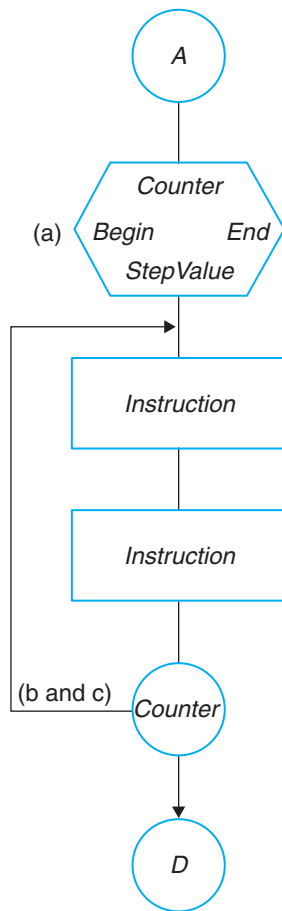 A
Counter
(a) Begin End
StepValue
Instruction
Instruction
(b and c)
Counter
D